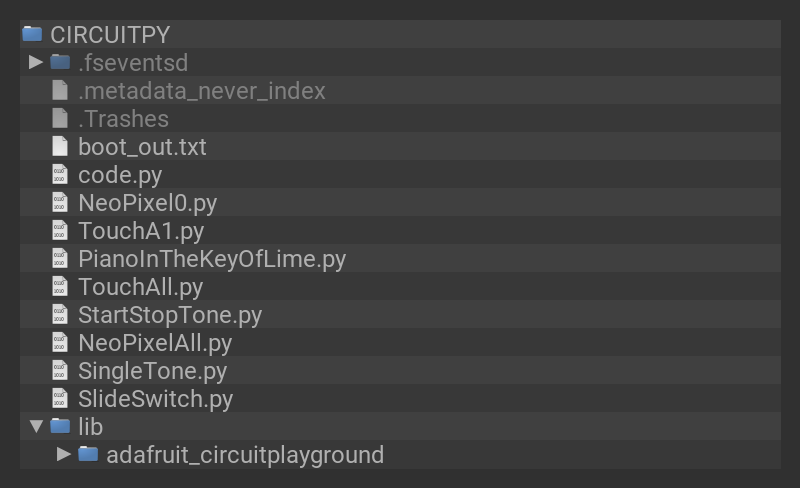 CIRCUITPY
.fseventsd
.metadata_never_index
.Trashes
boot_out.txt
code.py
NeoPixel0.py
TouchA1.py
PianoInTheKeyOfLime.py
TouchAll.py
StartStopTone.py
NeoPixelAll.py
SingleTone.py
SlideSwitch.py
lib
adafruit_circuitplayground